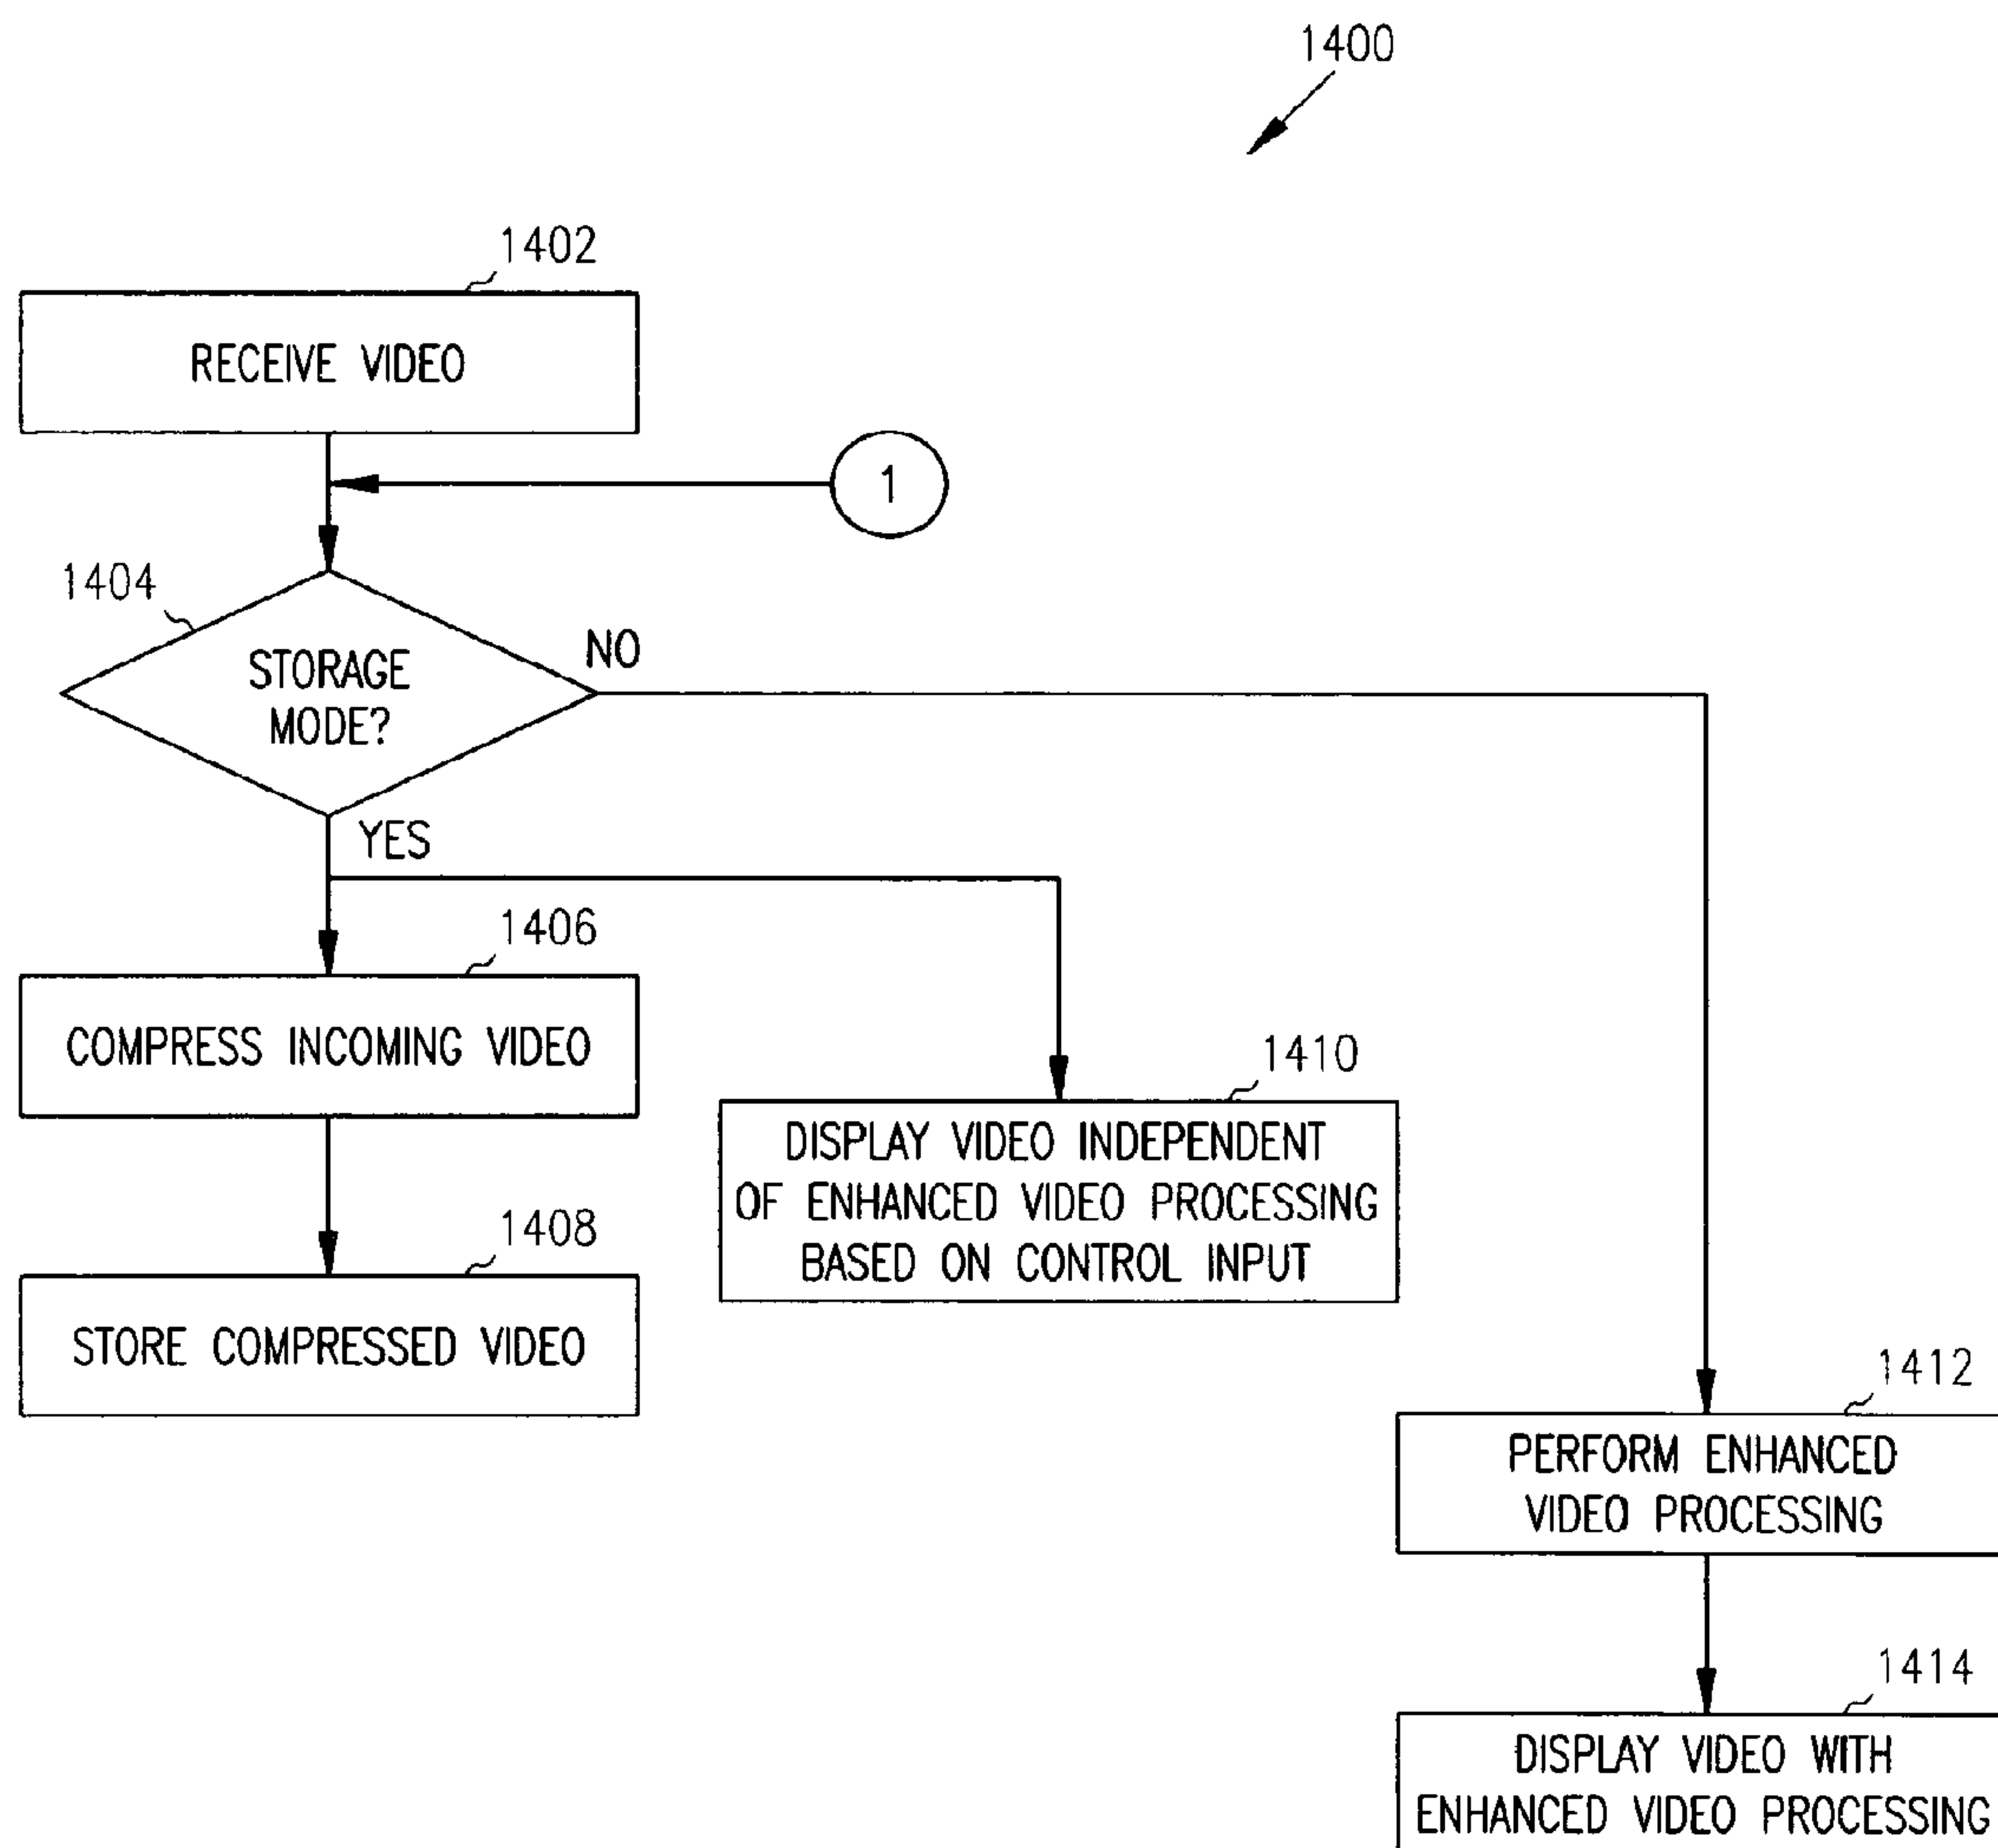 1400
1402
RECEIVE VIDEO
1
1404
STORAGE
MODE?
NO
YES
1406
COMPRESS INCOMING VIDEO
1408
STORE COMPRESSED VIDEO
1410
DISPLAY VIDEO INDEPENDENT
OF ENHANCED VIDEO PROCESSING
BASED ON CONTROL INPUT
1412
PERFORM ENHANCED
VIDEO PROCESSING
1414
DISPLAY VIDEO WITH
ENHANCED VIDEO PROCESSING